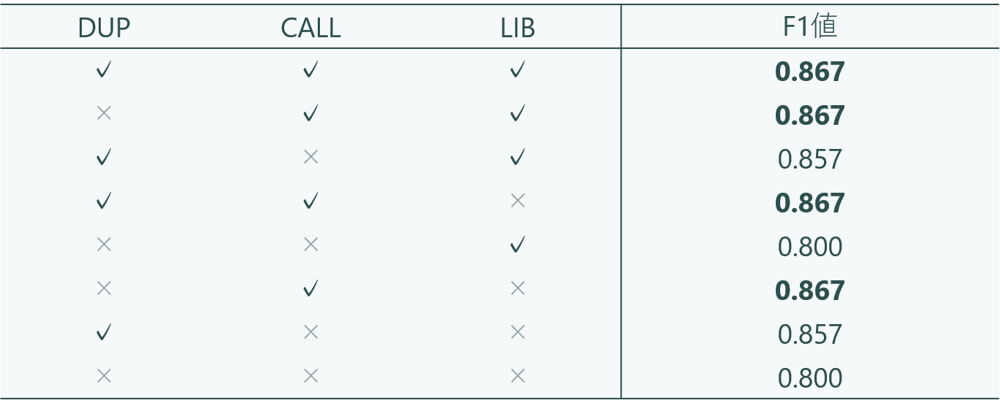 DUP CALL LIB F1値
✓ ✓ ✓ 0.867
× ✓ ✓ 0.867
✓ × ✓ 0.857
✓ ✓ × 0.867
× × ✓ 0.800
× ✓ × 0.867
✓ × × 0.857
× × × 0.800